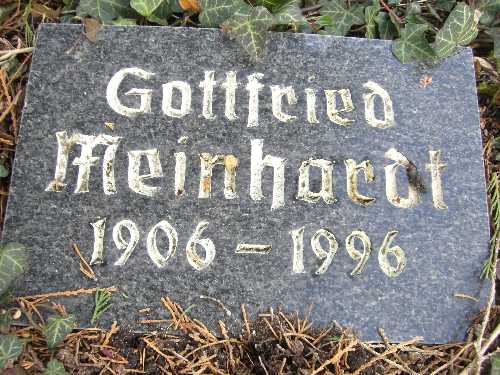 Gottfried
Meinhardt
1906 – 1996